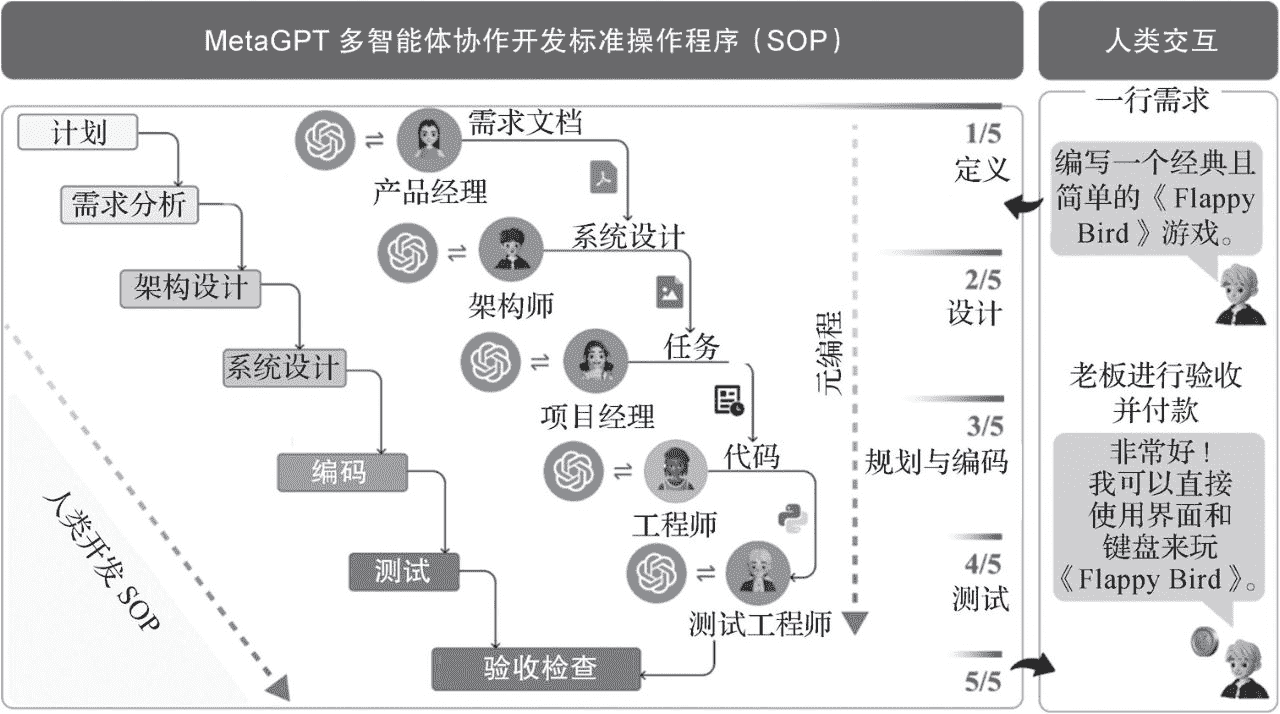 MetaGPT 多智能体协作开发标准操作程序（SOP）
人类交互
计划
需求分析
架构设计
系统设计
编码
测试
验收检查
人类开发 SOP
需求文档
产品经理
系统设计
架构师
任务
项目经理
代码
工程师
测试工程师
元编程
1/5
定义
2/5
设计
3/5
规划与编码
4/5
测试
5/5
一行需求
编写一个经典且
简单的《Flappy
Bird》游戏。
老板进行验收
并付款
非常好！
我可以直接
使用界面和
键盘来玩
《Flappy Bird》。